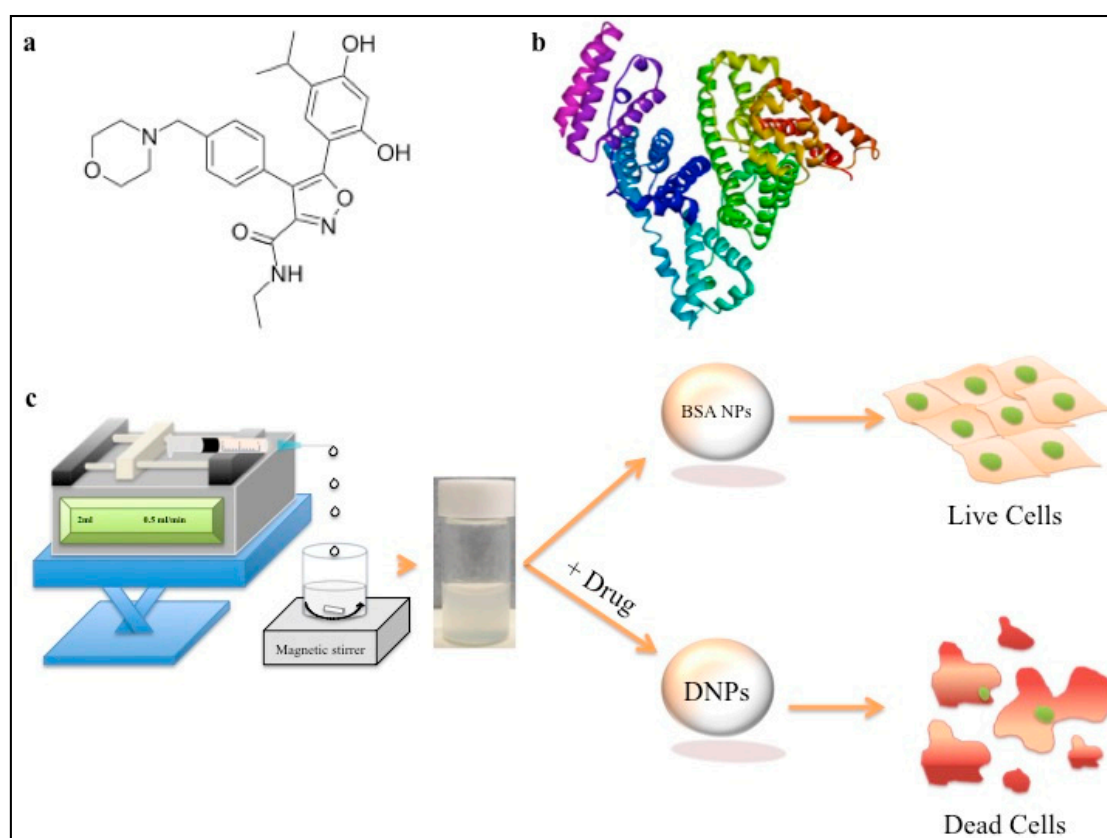 a
b
OH
N
O
OH
O
N
O
NH
c
2ml 0.5 ml/min
Magnetic stirrer
BSA NPs
Live Cells
+ Drug
DNPs
Dead Cells